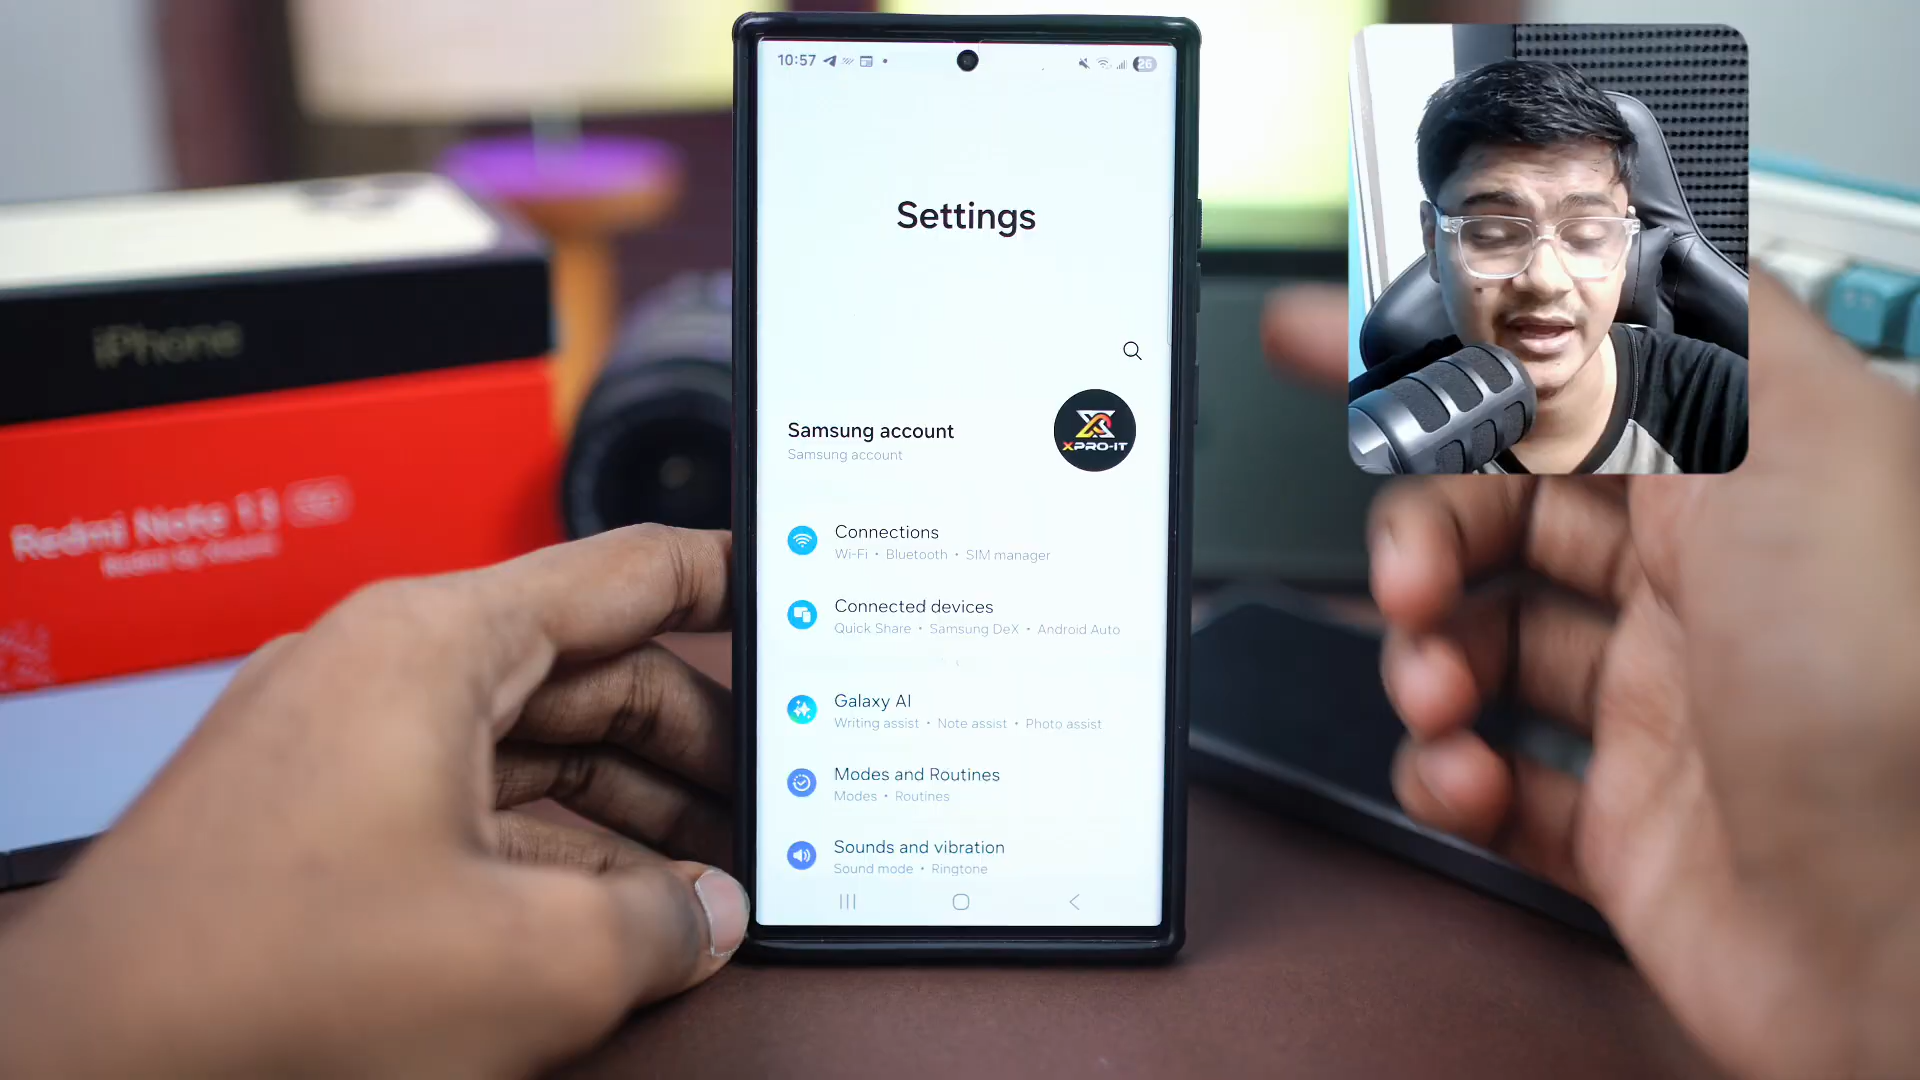 10:57
26
Settings
Samsung account
Samsung account
XPRO-IT
Connections
Wi-Fi • Bluetooth • SIM manager
Connected devices
Quick Share • Samsung DeX • Android Auto
Galaxy AI
Writing assist • Note assist • Photo assist
Modes and Routines
Modes • Routines
Sounds and vibration
Sound mode • Ringtone
iPhone
Redmi Note 13 5G